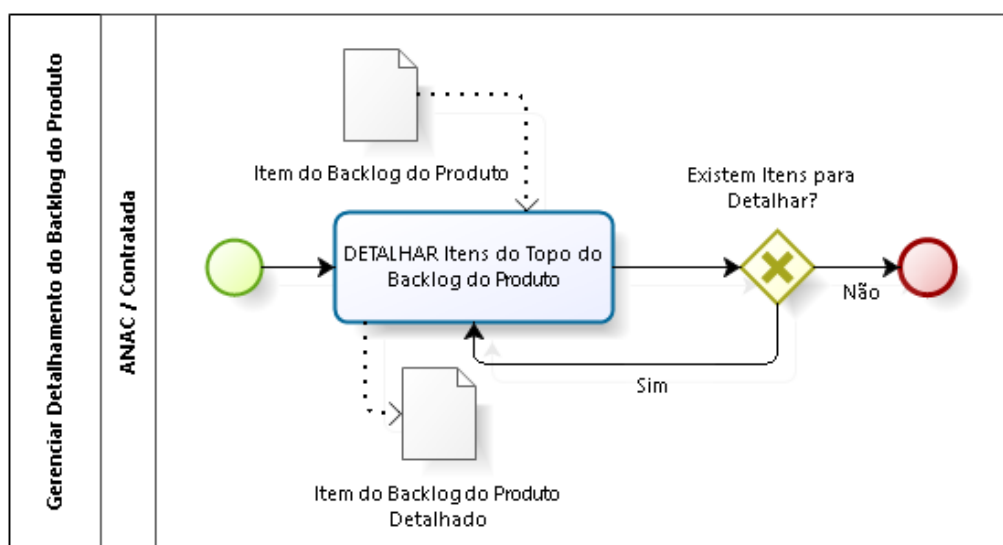 Gerenciar Detalhamento do Backlog do Produto
ANAC / Contratada
Item do Backlog do Produto
Existem Itens para
Detalhar?
DETALHAR Itens do Topo do
Backlog do Produto
Não
Sim
Item do Backlog do Produto
Detalhado